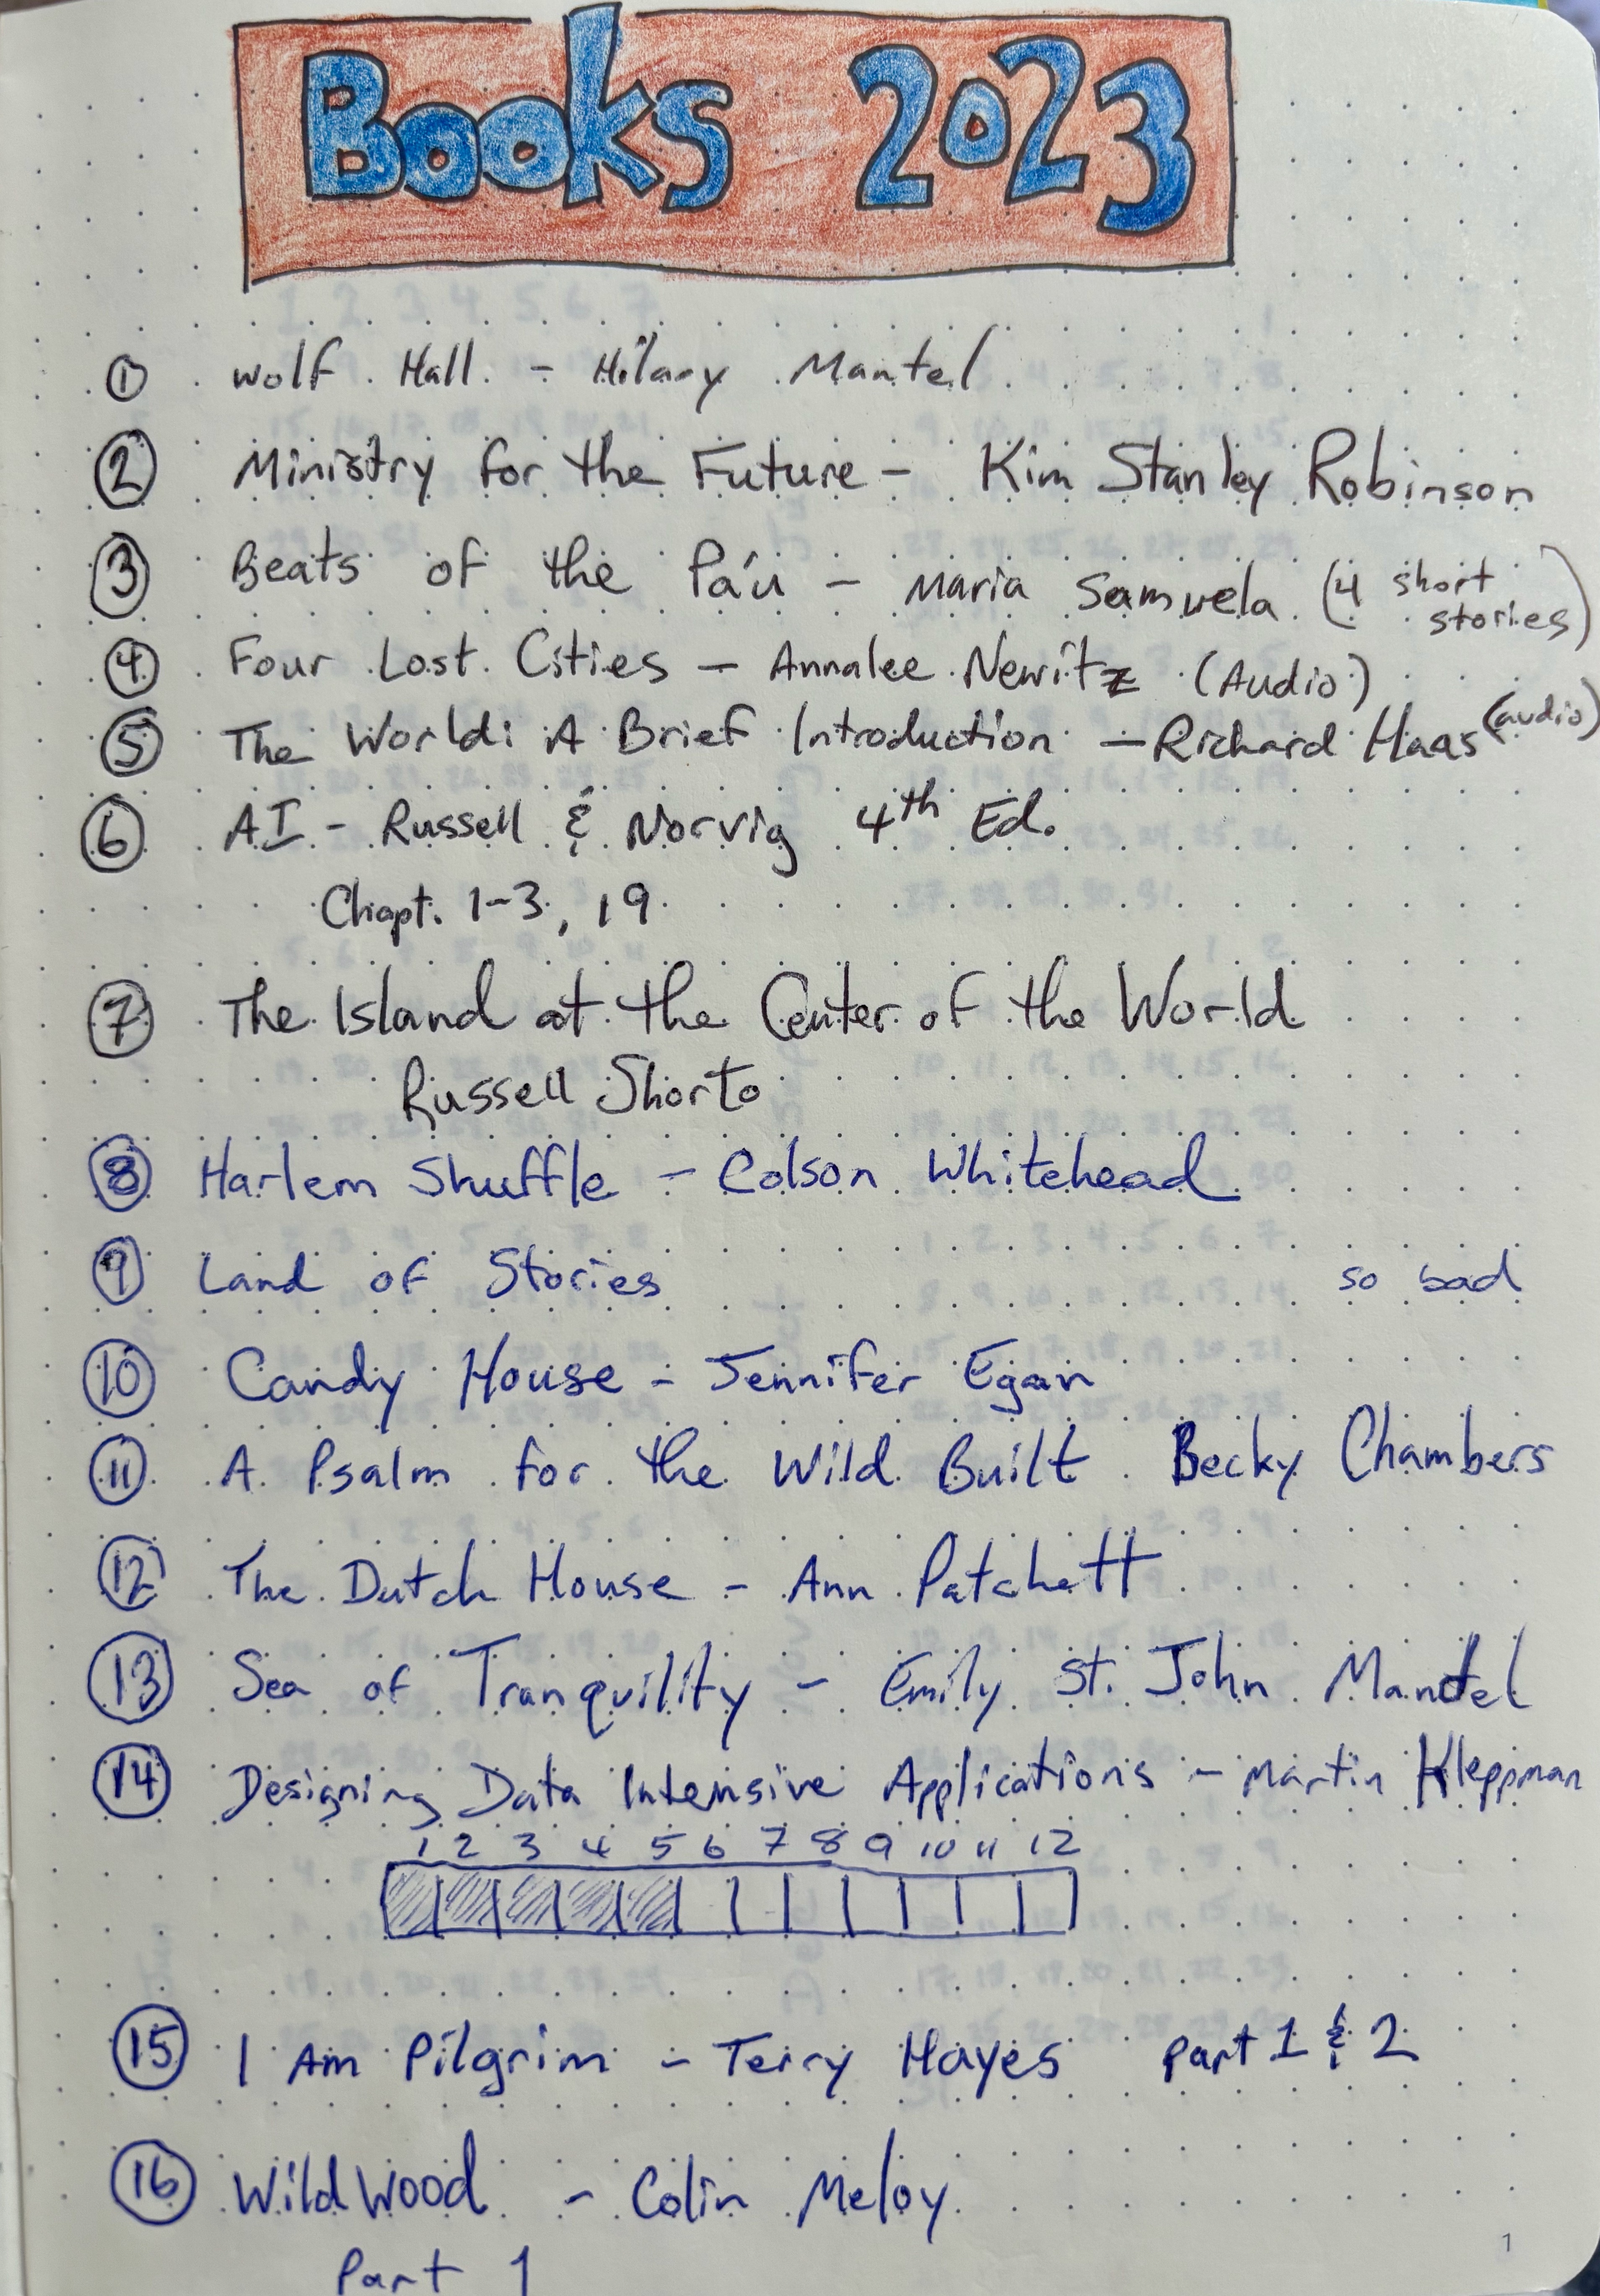 Books 2023
1 Wolf Hall - Hilary Mantel
2 Ministry for the Future - Kim Stanley Robinson
3 Beats of the Pa'u - Maria Samuela (4 short stories)
4 Four Lost Cities - Annalee Newitz (Audio)
5 The World: A Brief Introduction - Richard Haas (audio)
6 AI - Russell & Norvig 4th Ed.
Chapt. 1-3, 19
7 The Island at the Center of the World
Russell Shorto
8 Harlem Shuffle - Colson Whitehead
9 Land of Stories so bad
10 Candy House - Jennifer Egan
11 A Psalm for the Wild Built Becky Chambers
12 The Dutch House - Ann Patchett
13 Sea of Tranquility - Emily St. John Mandel
14 Designing Data Intensive Applications - Martin Kleppman
1 2 3 4 5 6 7 8 9 10 11 12
15 I Am Pilgrim - Terry Hayes Part 1 & 2
16 Wildwood - Colin Meloy
Part 1
1